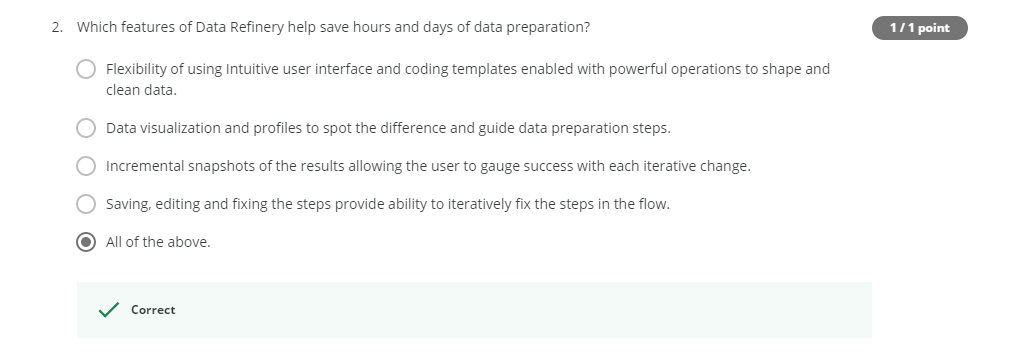 2. Which features of Data Refinery help save hours and days of data preparation?
1 / 1 point
Flexibility of using Intuitive user interface and coding templates enabled with powerful operations to shape and
clean data.
Data visualization and profiles to spot the difference and guide data preparation steps.
Incremental snapshots of the results allowing the user to gauge success with each iterative change.
Saving, editing and fixing the steps provide ability to iteratively fix the steps in the flow.
All of the above.
Correct